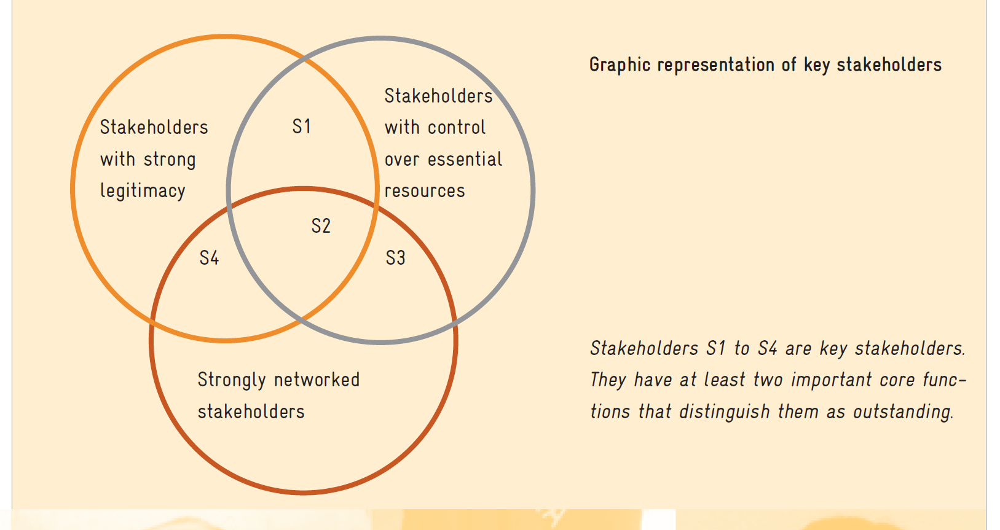 Graphic representation of key stakeholders
Stakeholders
with strong
legitimacy
S1
Stakeholders
with control
over essential
resources
S2
S4
S3
Strongly networked
stakeholders
Stakeholders S1 to S4 are key stakeholders.
They have at least two important core func-
tions that distinguish them as outstanding.